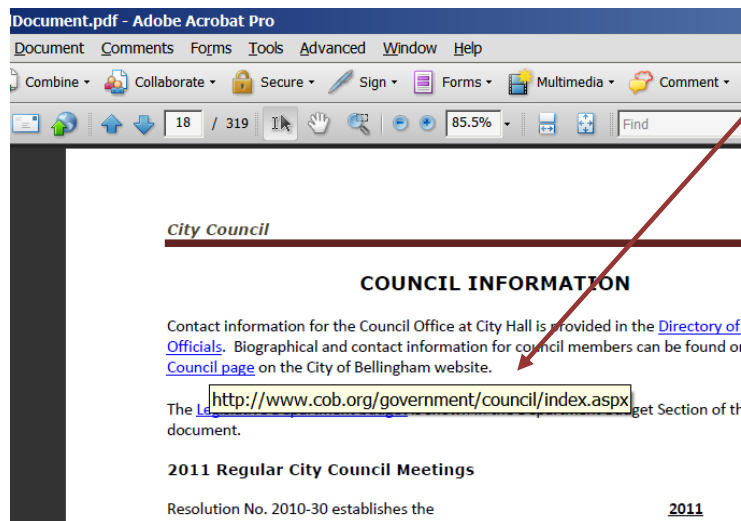 Document.pdf - Adobe Acrobat Pro
Document Comments Forms Tools Advanced Window Help
Combine Collaborate Secure Sign Forms Multimedia Comment
18 / 319 85.5% Find
City Council
COUNCIL INFORMATION
Contact information for the Council Office at City Hall is provided in the Directory of
Officials. Biographical and contact information for council members can be found o
Council page on the City of Bellingham website.
http://www.cob.org/government/council/index.aspx
The get Section of th
document.
2011 Regular City Council Meetings
Resolution No. 2010-30 establishes the 2011